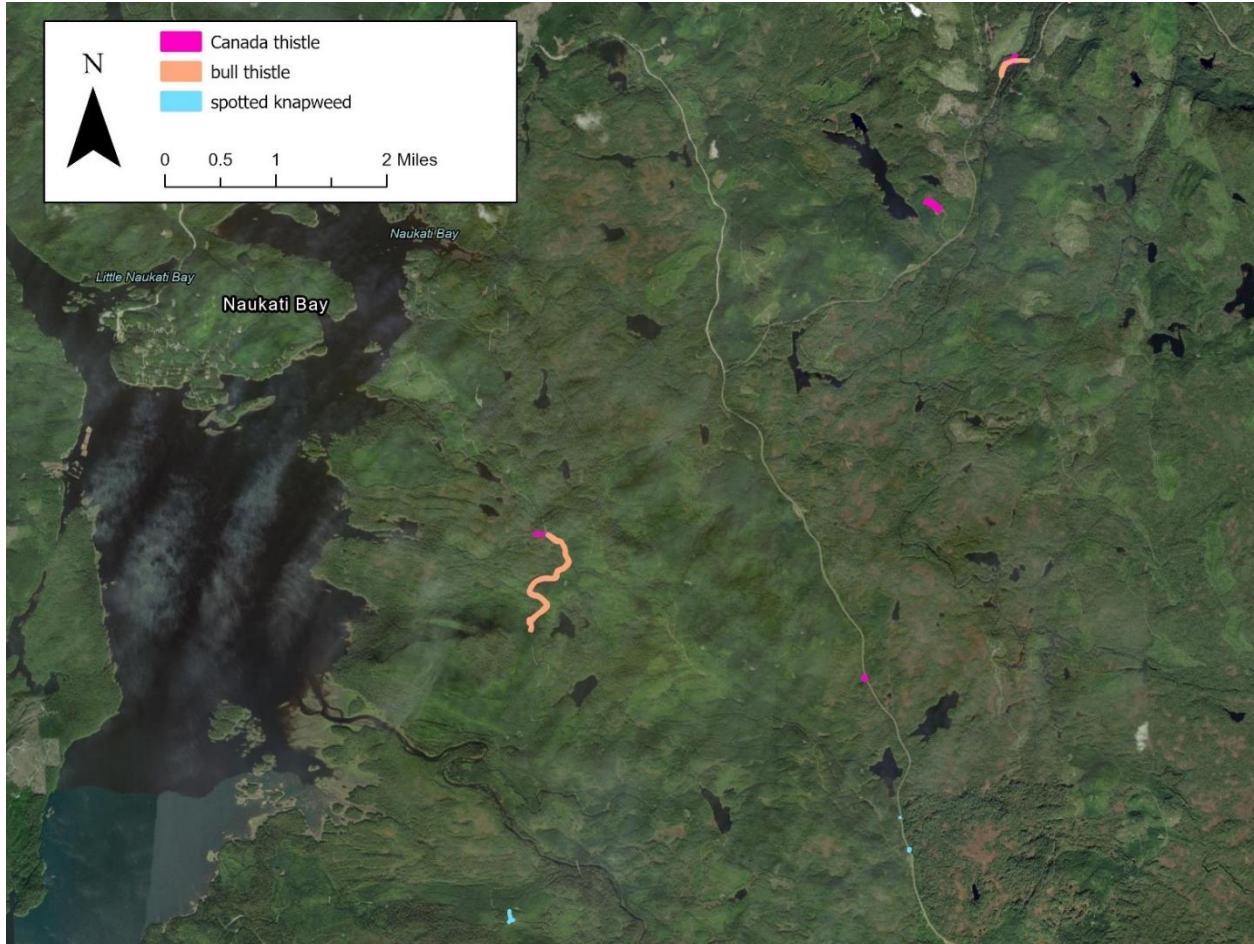 N
Canada thistle
bull thistle
spotted knapweed
0 0.5 1 2 Miles
Naukati Bay
Little Naukati Bay
Naukati Bay